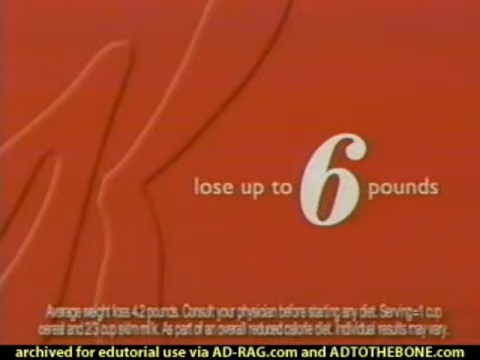 lose up to 6 pounds
Average weight loss 4.2 pounds. Consult your physician before starting any diet. Serving=1 cup
cereal and 2/3 cup skim milk. As part of an overall reduced calorie diet. Individual results may vary.
archived for edutorial use via AD-RAG.com and ADTOTHEBONE.com